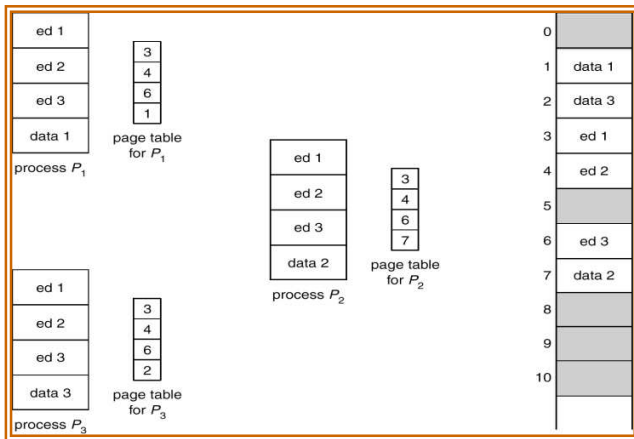 ed 1
ed 2
ed 3
data 1
process P1
3
4
6
1
page table
for P1
ed 1
ed 2
ed 3
data 2
process P2
3
4
6
7
page table
for P2
ed 1
ed 2
ed 3
data 3
process P3
3
4
6
2
page table
for P3
0
1 data 1
2 data 3
3 ed 1
4 ed 2
5
6 ed 3
7 data 2
8
9
10